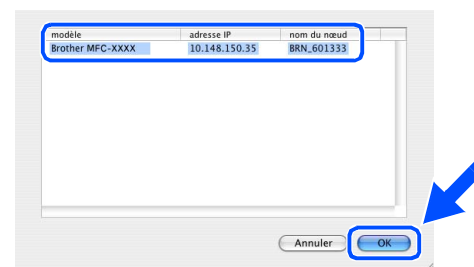 modèle adresse IP nom du nœud
Brother MFC-XXXX 10.148.150.35 BRN_601333
Annuler OK